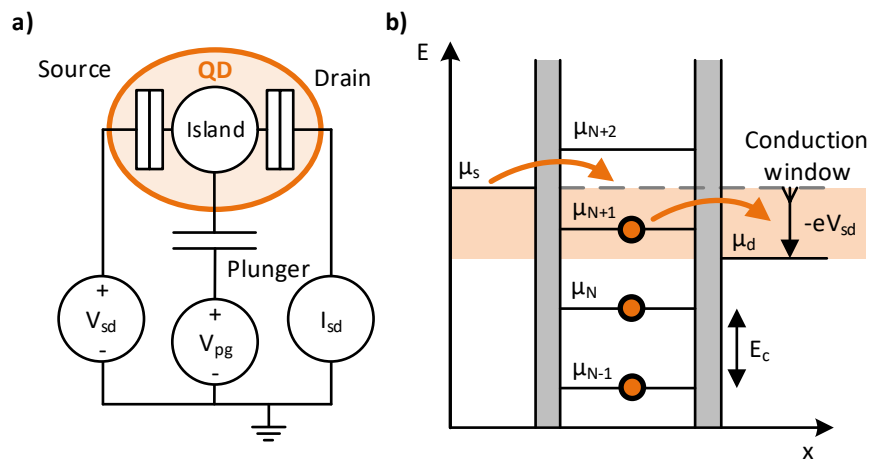 a)
Source
QD
Drain
Island
Plunger
+
V_sd
-
+
V_pg
-
I_sd
b)
E
μ_N+2
μ_s
Conduction
window
μ_N+1
-eV_sd
μ_d
μ_N
E_c
μ_N-1
x